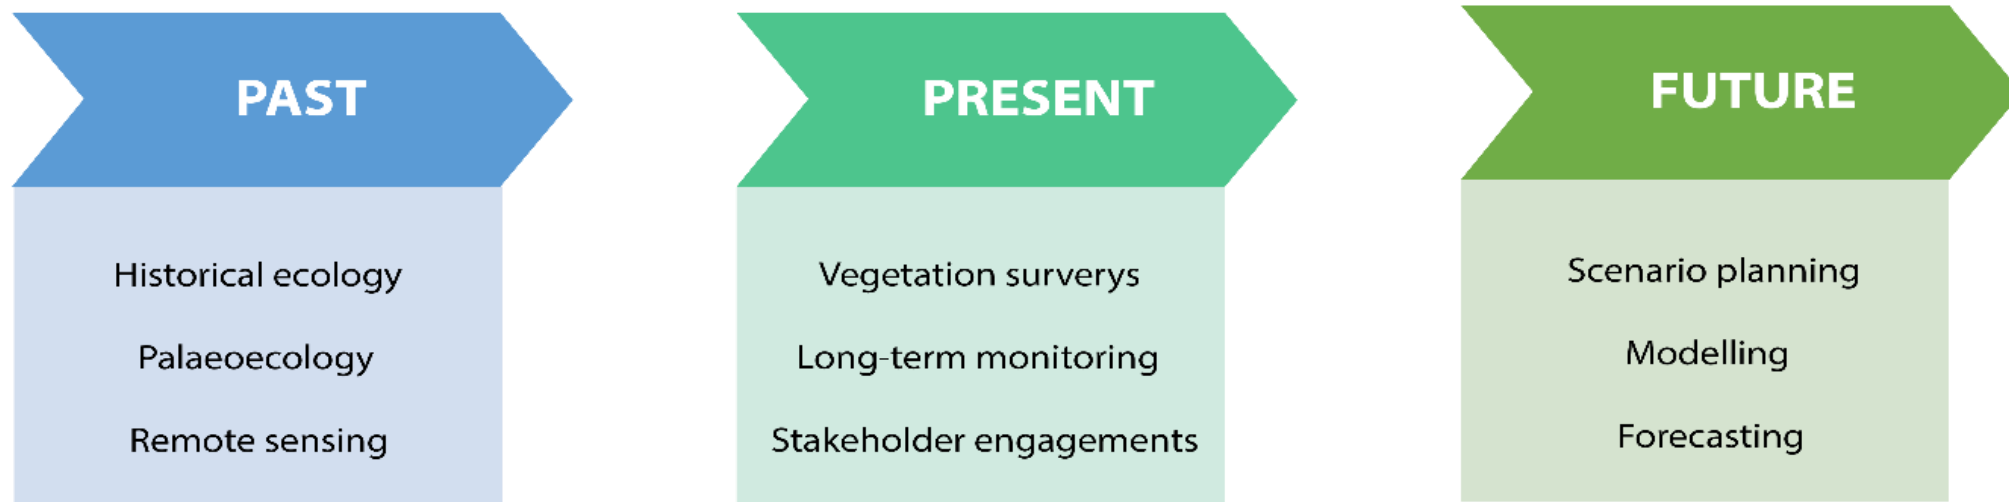 PAST
Historical ecology
Palaeoecology
Remote sensing
PRESENT
Vegetation surverys
Long-term monitoring
Stakeholder engagements
FUTURE
Scenario planning
Modelling
Forecasting